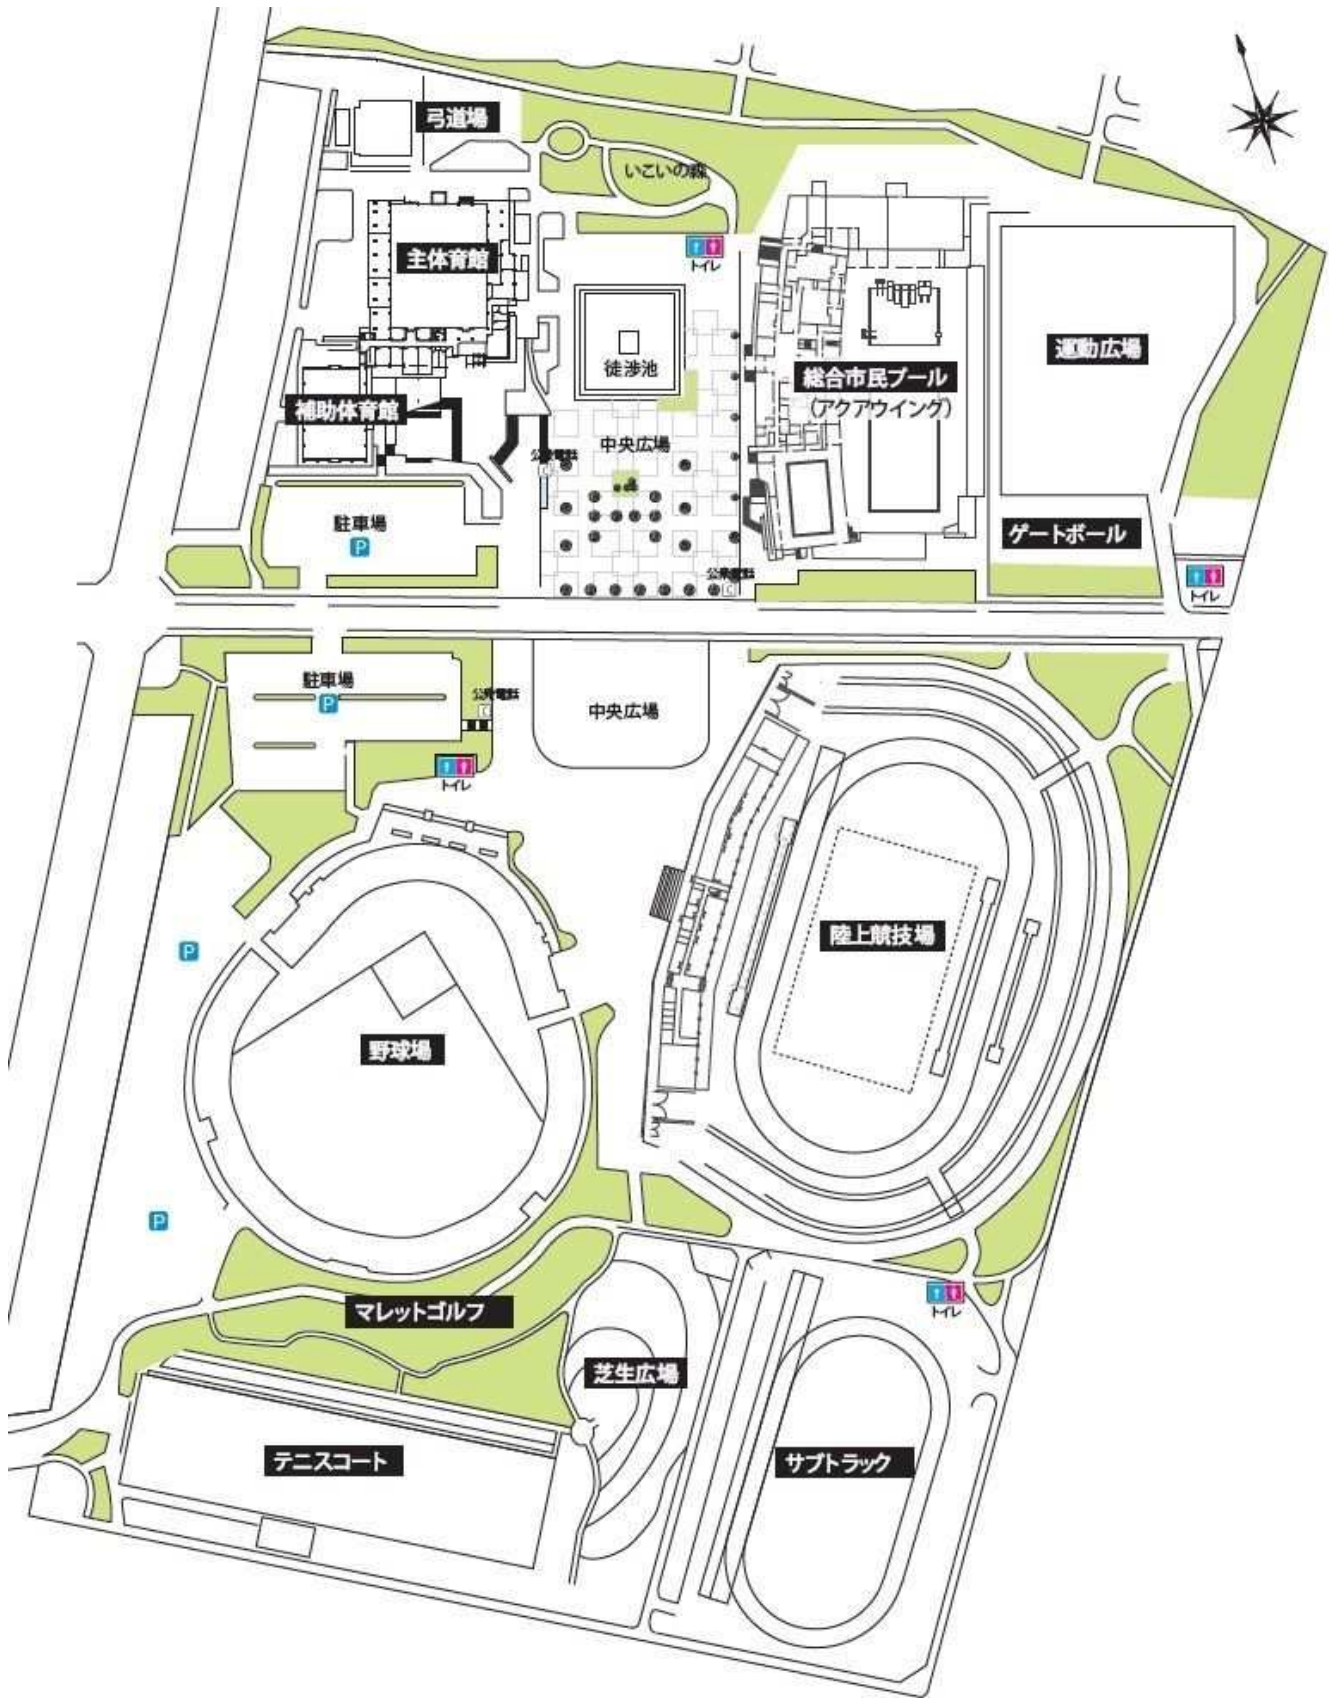 弓道場
いこいの森
主体育館
トイレ
運動広場
徒渉池
総合市民プール
(アクアウイング)
補助体育館
中央広場
公衆電話
駐車場
P
ゲートボール
公衆電話
トイレ
駐車場
P
公衆電話
中央広場
トイレ
陸上競技場
P
野球場
P
トイレ
マレットゴルフ
芝生広場
テニスコート
サブトラック